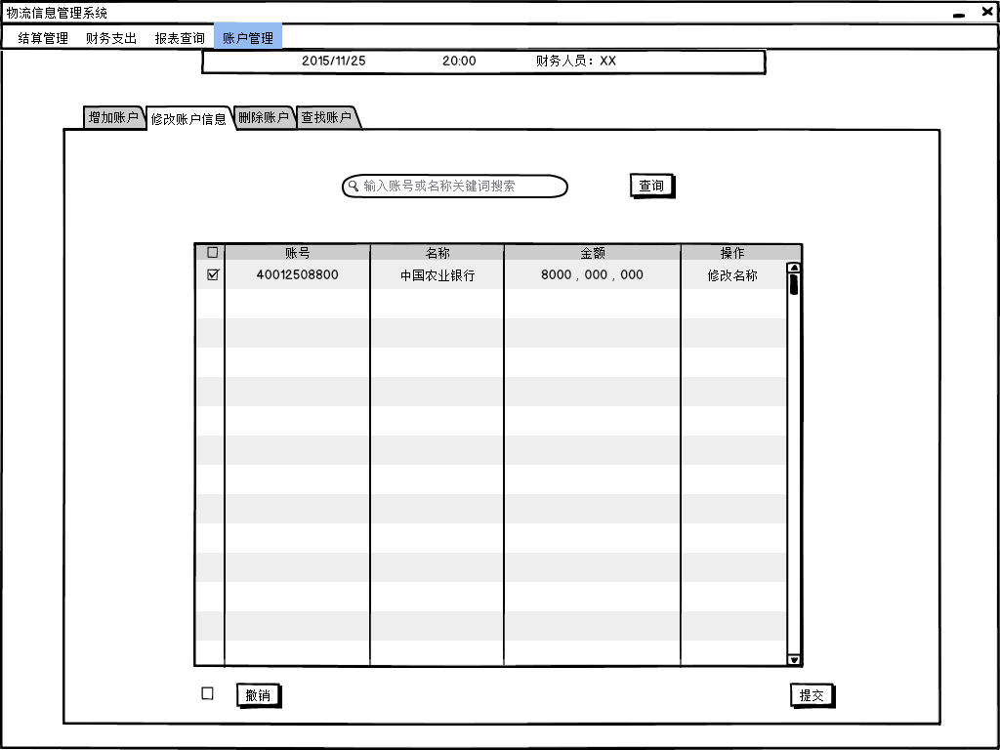 物流信息管理系统
结算管理 财务支出 报表查询 账户管理
2015/11/25 20:00 财务人员：XX
增加账户 修改账户信息 删除账户 查找账户
输入账号或名称关键词搜索 查询
账号 名称 金额 操作
40012508800 中国农业银行 8000，000，000 修改名称
撤销 提交